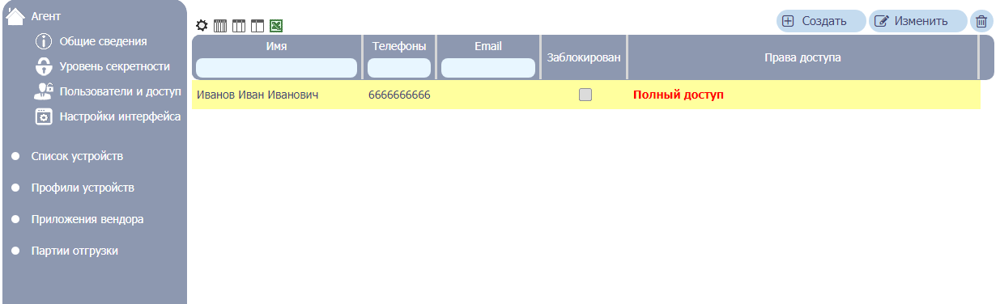 Агент
Общие сведения
Уровень секретности
Пользователи и доступ
Настройки интерфейса
Список устройств
Профили устройств
Приложения вендора
Партии отгрузки
Создать
Изменить
Имя
Телефоны
Email
Заблокирован
Права доступа
Иванов Иван Иванович
6666666666
Полный доступ